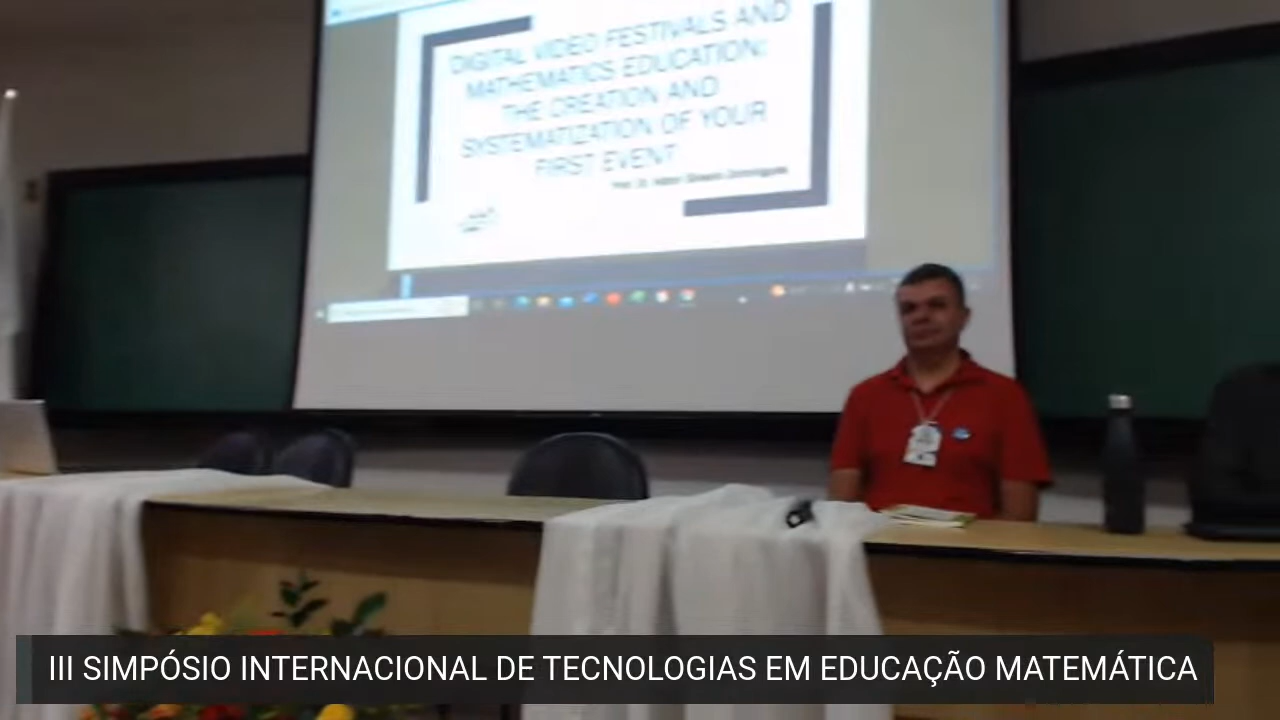 DIGITAL VIDEO FESTIVALS AND
MATHEMATICS EDUCATION:
THE CREATION AND
SYSTEMATIZATION OF YOUR
FIRST EVENT
III SIMPÓSIO INTERNACIONAL DE TECNOLOGIAS EM EDUCAÇÃO MATEMÁTICA